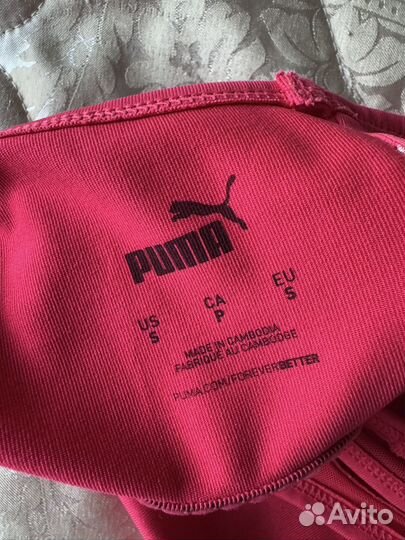 PUMA
US CA EU
S P S
MADE IN CAMBODIA
FABRIQUÉ AU CAMBODGE
PUMA.COM/FOREVERBETTER
Avito